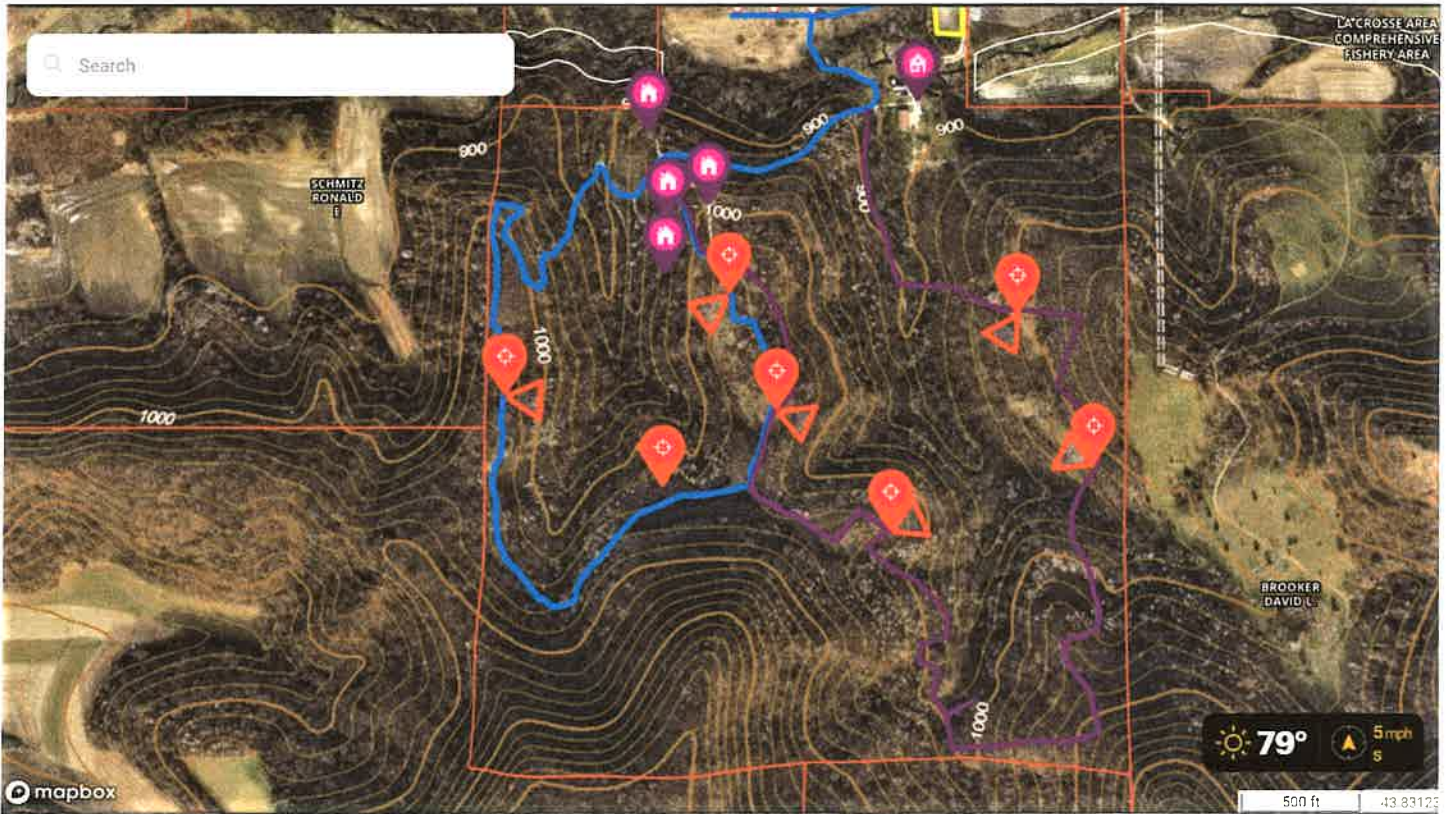 LA CROSSE AREA
COMPREHENSIVE
FISHERY AREA
Search
900
900
900
900
SCHMITZ
RONALD
E
1000
1000
1000
BROOKER
DAVID L
1000
79°
5 mph
S
mapbox
500 ft
43.83123